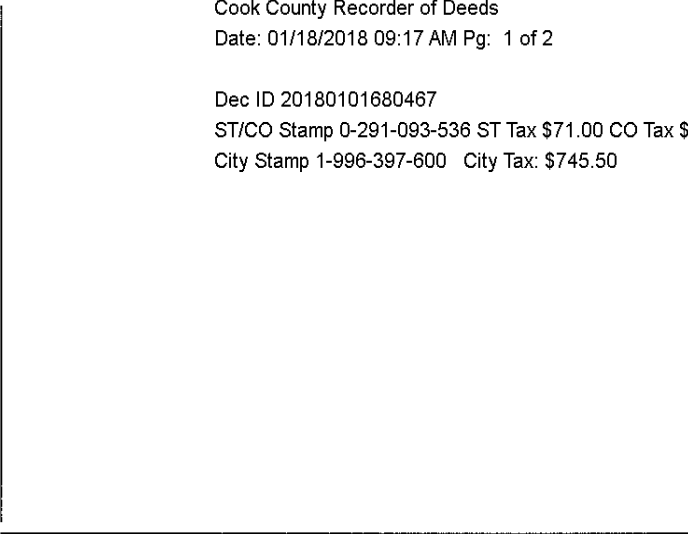 Cook County Recorder of Deeds
Date: 01/18/2018 09:17 AM Pg: 1 of 2
Dec ID 20180101680467
ST/CO Stamp 0-291-093-536 ST Tax $71.00 CO Tax $
City Stamp 1-996-397-600 City Tax: $745.50